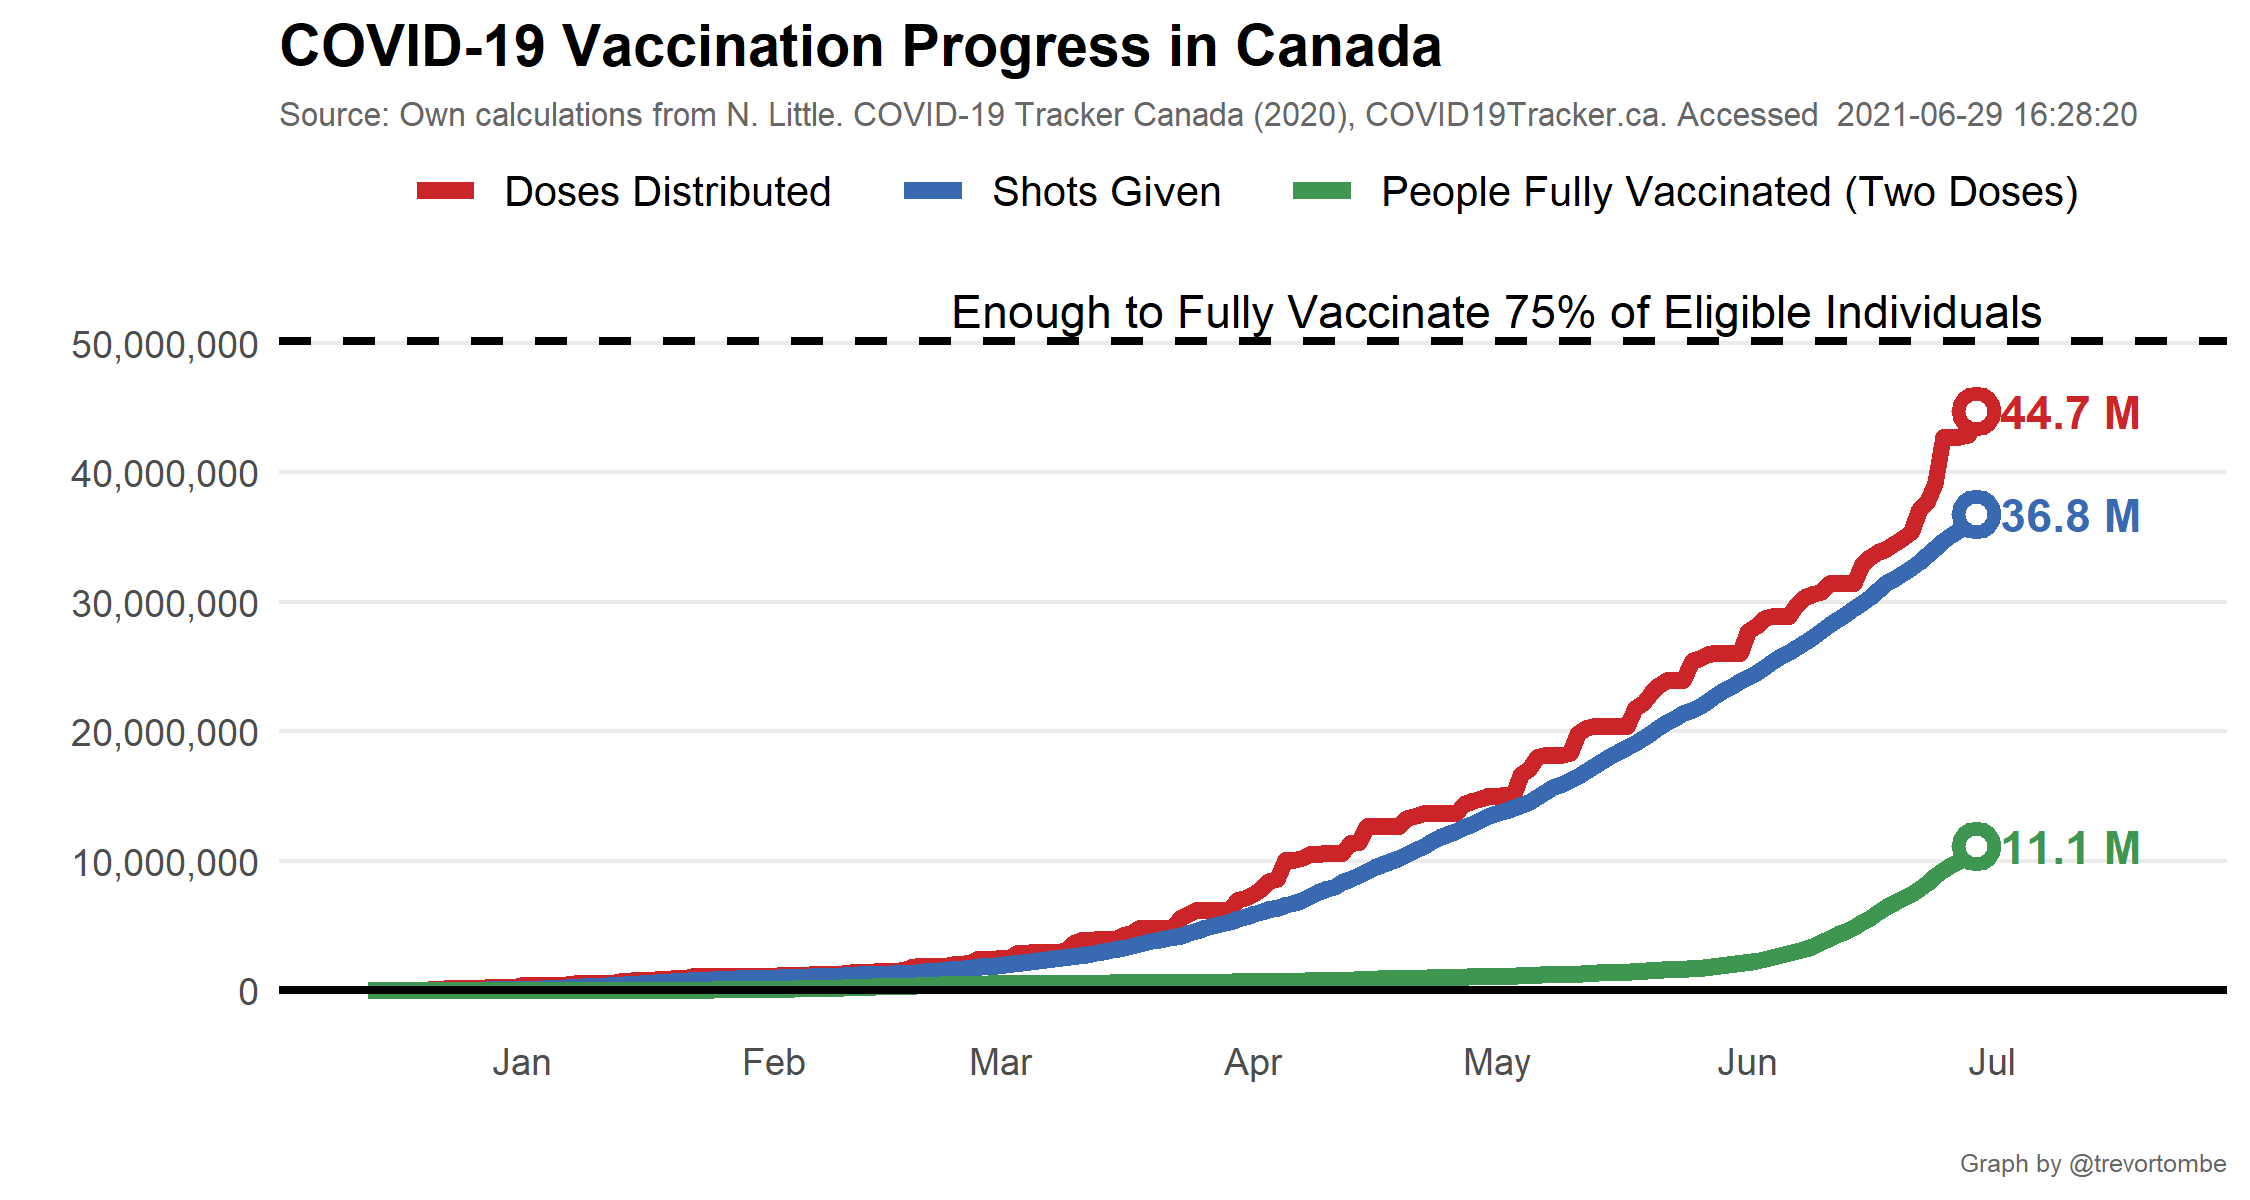 COVID-19 Vaccination Progress in Canada
Source: Own calculations from N. Little. COVID-19 Tracker Canada (2020), COVID19Tracker.ca. Accessed  2021-06-29 16:28:20
Doses Distributed
Shots Given
People Fully Vaccinated (Two Doses)
Enough to Fully Vaccinate 75% of Eligible Individuals
50,000,000
44.7 M
40,000,000
36.8 M
30,000,000
20,000,000
11.1 M
10,000,000
0
Jan Feb Mar Apr May Jun Jul
Graph by @trevortombe